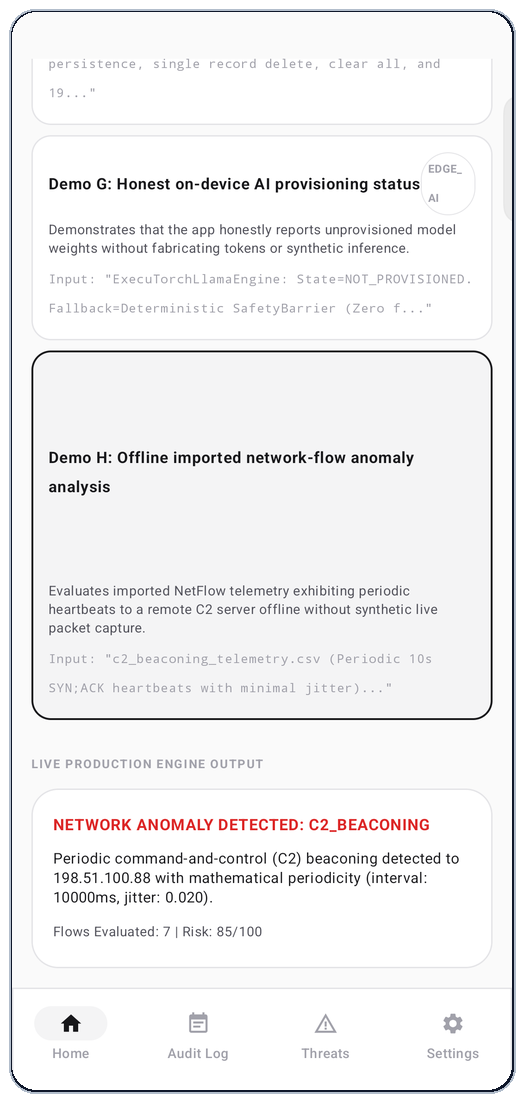 persistence, single record delete, clear all, and
19..."
Demo G: Honest on-device AI provisioning status
EDGE_
AI
Demonstrates that the app honestly reports unprovisioned model
weights without fabricating tokens or synthetic inference.
Input: "ExecuTorchLlamaEngine: State=NOT_PROVISIONED.
Fallback=Deterministic SafetyBarrier (Zero f..."
Demo H: Offline imported network-flow anomaly
analysis
Evaluates imported NetFlow telemetry exhibiting periodic
heartbeats to a remote C2 server offline without synthetic live
packet capture.
Input: "c2_beaconing_telemetry.csv (Periodic 10s
SYN;ACK heartbeats with minimal jitter)..."
LIVE PRODUCTION ENGINE OUTPUT
NETWORK ANOMALY DETECTED: C2_BEACONING
Periodic command-and-control (C2) beaconing detected to
198.51.100.88 with mathematical periodicity (interval:
10000ms, jitter: 0.020).
Flows Evaluated: 7 | Risk: 85/100
Home
Audit Log
Threats
Settings